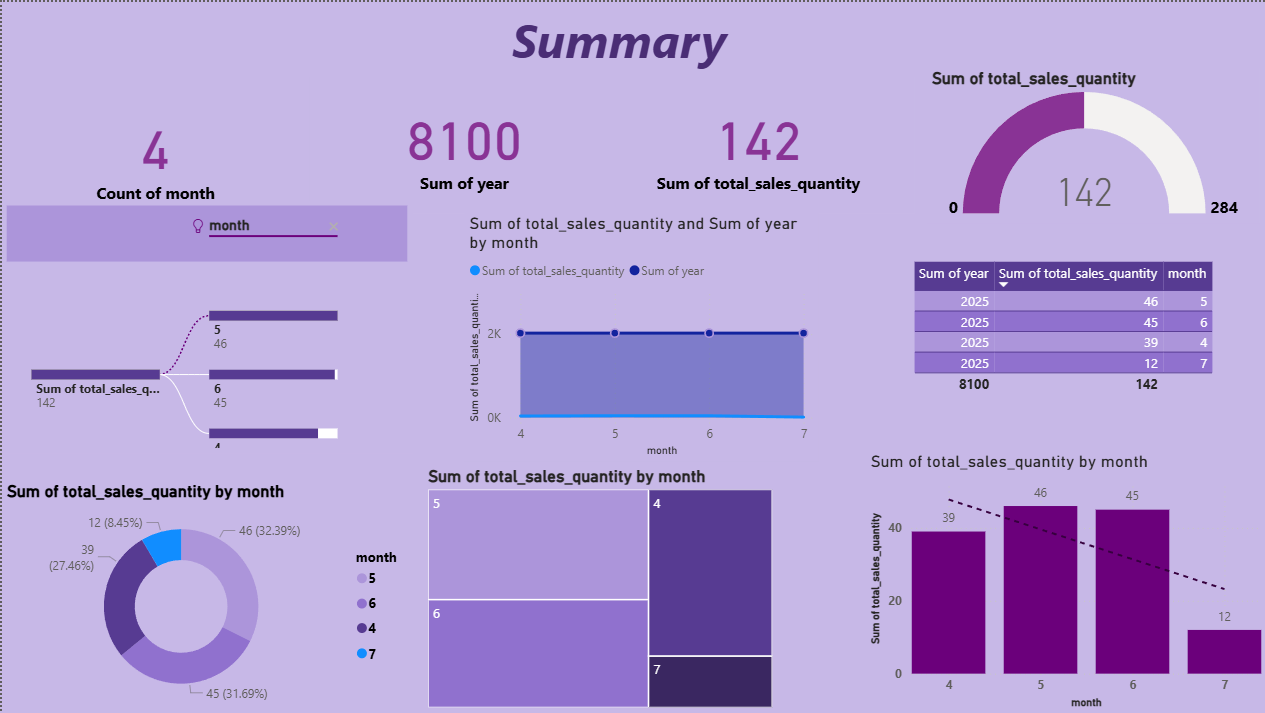 Summary
4
Count of month
8100
Sum of year
142
Sum of total_sales_quantity
Sum of total_sales_quantity
142
0
284
month
Sum of total_sales_q...
142
5
46
6
45
4
Sum of total_sales_quantity and Sum of year
by month
Sum of total_sales_quantity Sum of year
Sum of total_sales_quanti...
2K
0K
4 5 6 7
month
Sum of year Sum of total_sales_quantity month
2025 46 5
2025 45 6
2025 39 4
2025 12 7
8100 142
Sum of total_sales_quantity by month
12 (8.45%)
46 (32.39%)
39
(27.46%)
45 (31.69%)
month
5
6
4
7
Sum of total_sales_quantity by month
5
4
6
7
Sum of total_sales_quantity by month
Sum of total_sales_quantity
40
20
0
39
46
45
12
4 5 6 7
month